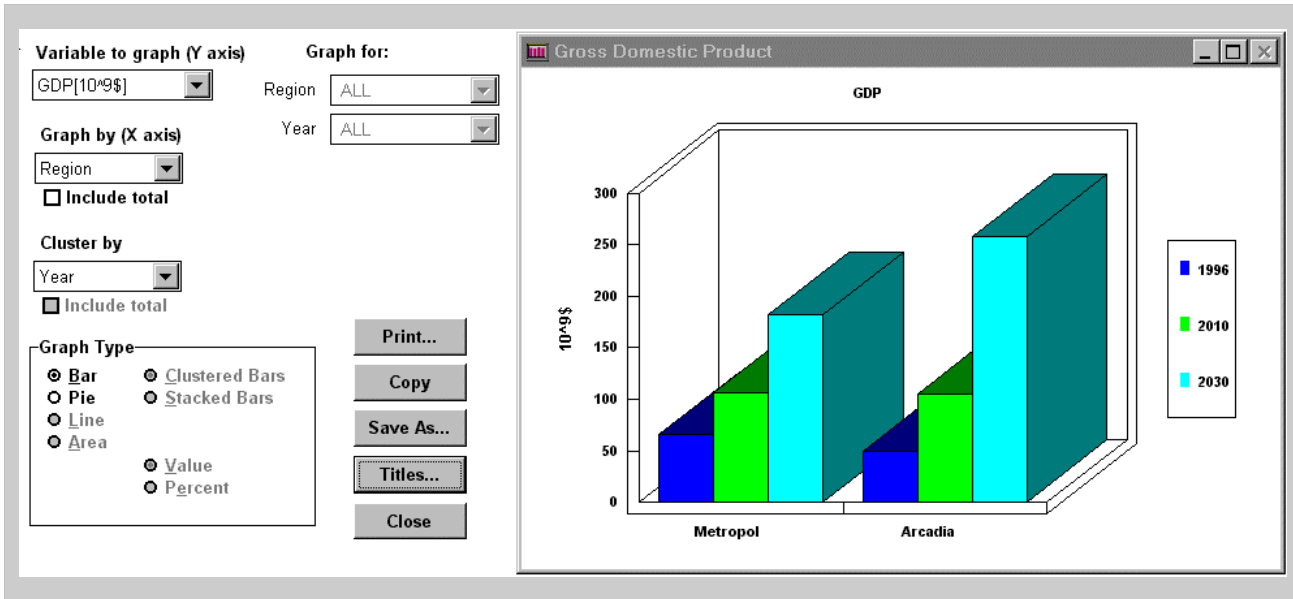 Variable to graph (Y axis)
GDP[10^9$]
Graph by (X axis)
Region
Include total
Cluster by
Year
Include total
Graph Type
Bar
Pie
Line
Area
Clustered Bars
Stacked Bars
Value
Percent
Graph for:
Region ALL
Year ALL
Print...
Copy
Save As...
Titles...
Close
Gross Domestic Product
GDP
300
250
200
150
100
50
0
10^9$
Metropol Arcadia
1996
2010
2030